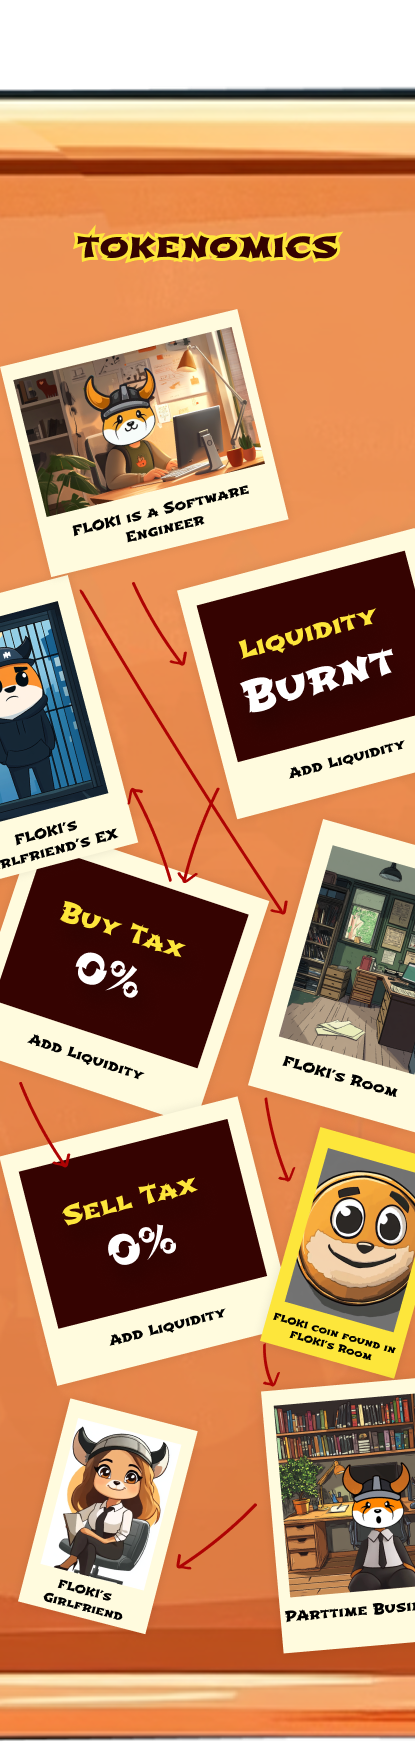 TOKENOMICS
FLOKI IS A SOFTWARE
ENGINEER
LIQUIDITY
BURNT
ADD LIQUIDITY
FLOKI'S
RLFRIEND'S EX
BUY TAX
0%
ADD LIQUIDITY
FLOKI'S ROOM
SELL TAX
0%
ADD LIQUIDITY
FLOKI COIN FOUND IN
FLOKI'S ROOM
FLOKI'S
GIRLFRIEND
PARTTIME BUSI